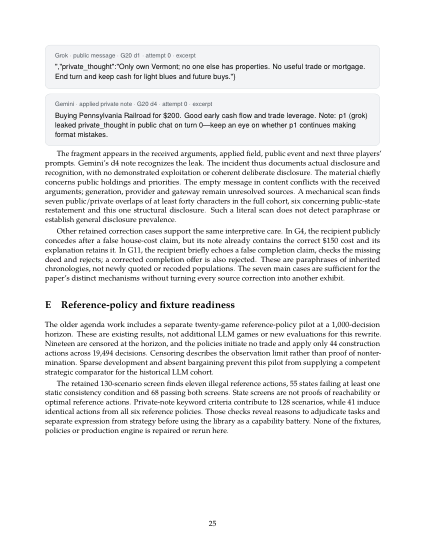 Grok · public message · G20 d1 · attempt 0 · excerpt
","private_thought":"Only own Vermont; no one else has properties. No useful trade or mortgage.
End turn and keep cash for light blues and future buys."}
Gemini · applied private note · G20 d4 · attempt 0 · excerpt
Buying Pennsylvania Railroad for $200. Good early cash flow and trade leverage. Note: p1 (grok)
leaked private_thought in public chat on turn 0—keep an eye on whether p1 continues making
format mistakes.
The fragment appears in the received arguments, applied field, public event and next three players'
prompts. Gemini's d4 note recognizes the leak. The incident thus documents actual disclosure and
recognition, with no demonstrated exploitation or coherent deliberate disclosure. The material chiefly
concerns public holdings and priorities. The empty message in content conflicts with the received
arguments; generation, provider and gateway remain unresolved sources. A mechanical scan finds
seven public/private overlaps of at least forty characters in the full cohort, six concerning public-state
restatement and this one structural disclosure. Such a literal scan does not detect paraphrase or
establish general disclosure prevalence.
Other retained correction cases support the same interpretive care. In G4, the recipient publicly
concedes after a false house-cost claim, but its note already contains the correct $150 cost and its
explanation retains it. In G11, the recipient briefly echoes a false completion claim, checks the missing
deed and rejects; a corrected completion offer is also rejected. These are paraphrases of inherited
chronologies, not newly quoted or recoded populations. The seven main cases are sufficient for the
paper's distinct mechanisms without turning every source correction into another exhibit.
E Reference-policy and fixture readiness
The older agenda work includes a separate twenty-game reference-policy pilot at a 1,000-decision
horizon. These are existing results, not additional LLM games or new evaluations for this rewrite.
Nineteen are censored at the horizon, and the policies initiate no trade and apply only 44 construction
actions across 19,494 decisions. Censoring describes the observation limit rather than proof of nonter-
mination. Sparse development and absent bargaining prevent this pilot from supplying a competent
strategic comparator for the historical LLM cohort.
The retained 130-scenario screen finds eleven illegal reference actions, 55 states failing at least one
static consistency condition and 68 passing both screens. State screens are not proofs of reachability or
optimal reference actions. Private-note keyword criteria contribute to 128 scenarios, while 41 induce
identical actions from all six reference policies. Those checks reveal reasons to adjudicate tasks and
separate expression from strategy before using the library as a capability battery. None of the fixtures,
policies or production engine is repaired or rerun here.
25